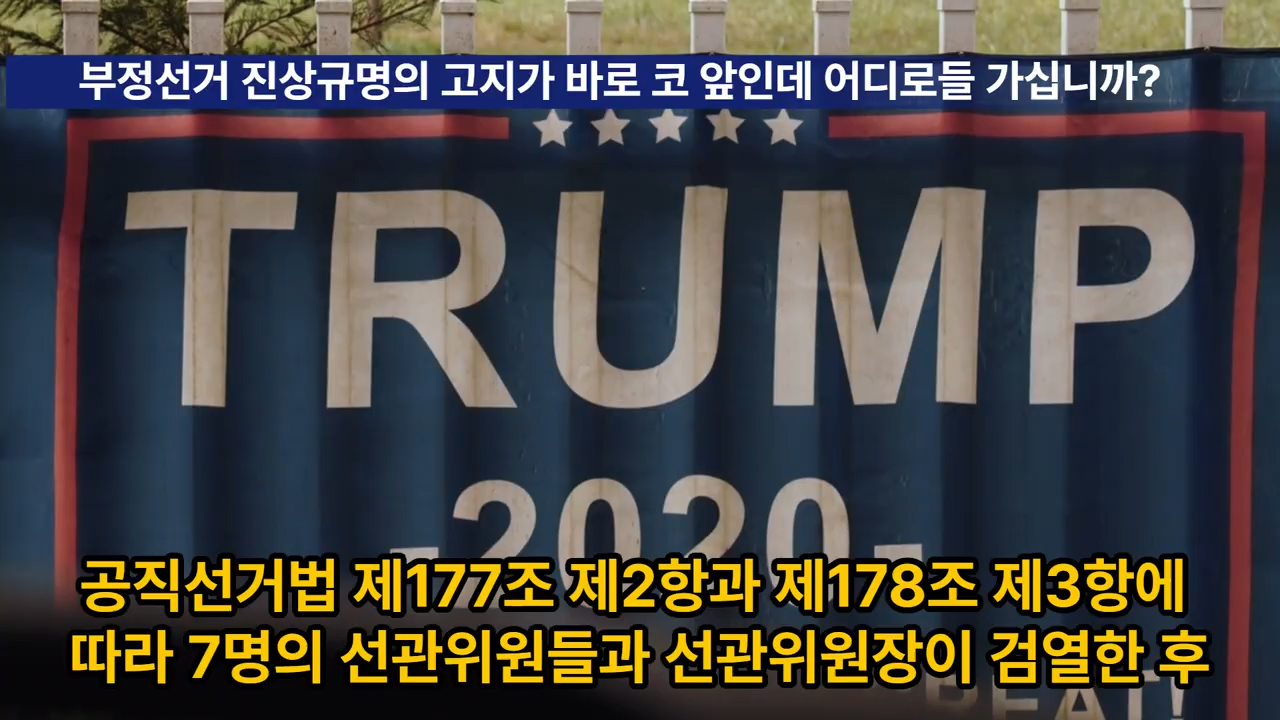 부정선거 진상규명의 고지가 바로 코 앞인데 어디로들 가십니까?
TRUMP
-2020-
공직선거법 제177조 제2항과 제178조 제3항에
따라 7명의 선관위원들과 선관위원장이 검열한 후